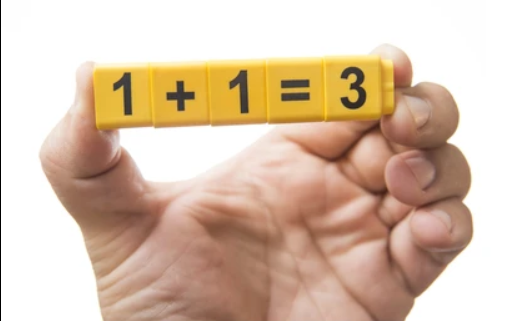 1 + 1 = 3